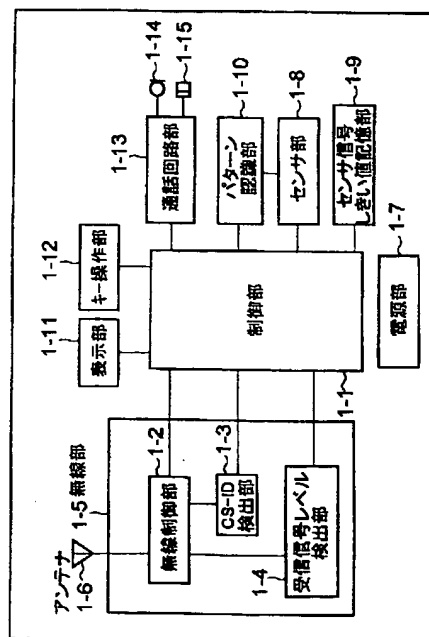 アンテナ
1-6
1-5 無線部
1-2
無線制御部
1-3
CS-ID
検出部
1-4
受信信号レベル
検出部
1-11
表示部
1-12
キー操作部
制御部
1-1
1-13
通話回路部
1-14
1-15
1-10
パターン
認識部
1-8
センサ部
1-9
センサ信号
しきい値記憶部
1-7
電源部